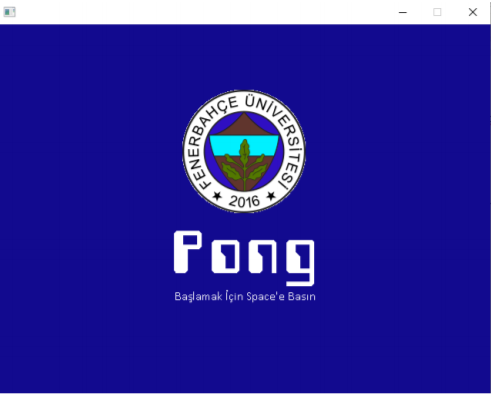 FENERBAHÇE ÜNİVERSİTESİ
★ 2016 ★
Pong
Başlamak İçin Space'e Basın